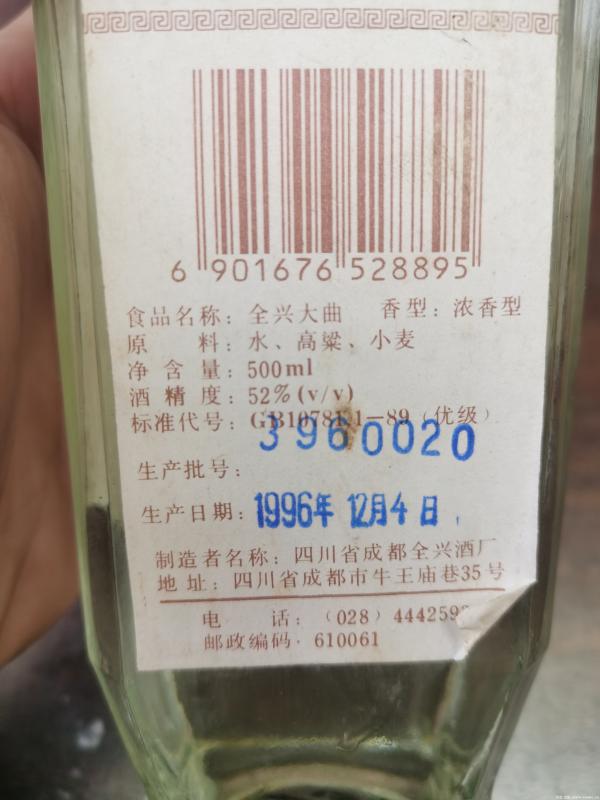 6 901676 528895
食品名称：全兴大曲 香型：浓香型
原 料：水、高粱、小麦
净 含 量：500ml
酒 精 度：52%(v/v)
标准代号：GB10781.1—89（优级）
3960020
生产批号：
生产日期：1996年 12月4日
制造者名称：四川省成都全兴酒厂
地 址：四川省成都市牛王庙巷35号
电 话：（028）444259
邮政编码：610061